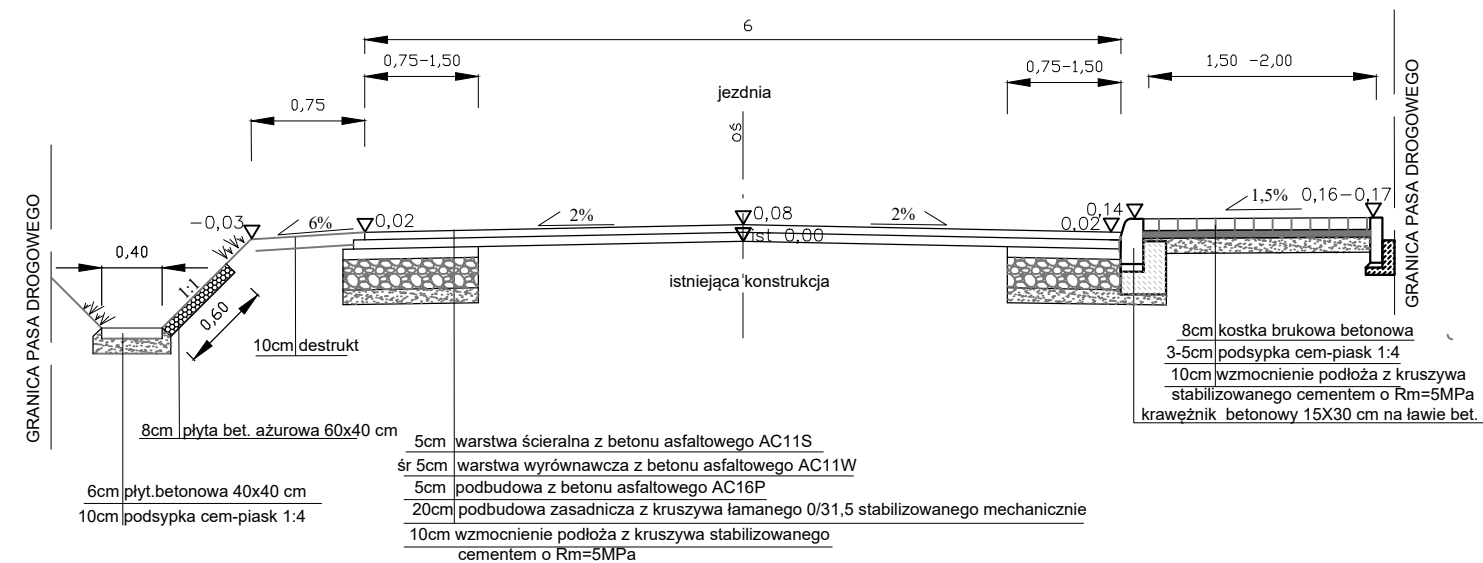 6
0,75-1,50
0,75-1,50
1,50 -2,00
0,75
jezdnia
oś
GRANICA PASA DROGOWEGO
GRANICA PASA DROGOWEGO
-0,03
6%
0,02
2%
0,08
ist 0,00
2%
0,02
0,14
1,5%
0,16-0,17
0,40
1:1
0,60
istniejąca konstrukcja
10cm destrukt
8cm kostka brukowa betonowa
3-5cm podsypka cem-piask 1:4
10cm wzmocnienie podłoża z kruszywa
stabilizowanego cementem o Rm=5MPa
krawężnik betonowy 15X30 cm na ławie bet.
8cm płyta bet. ażurowa 60x40 cm
6cm płyt.betonowa 40x40 cm
10cm podsypka cem-piask 1:4
5cm warstwa ścieralna z betonu asfaltowego AC11S
śr 5cm warstwa wyrównawcza z betonu asfaltowego AC11W
5cm podbudowa z betonu asfaltowego AC16P
20cm podbudowa zasadnicza z kruszywa łamanego 0/31,5 stabilizowanego mechanicznie
10cm wzmocnienie podłoża z kruszywa stabilizowanego
cementem o Rm=5MPa